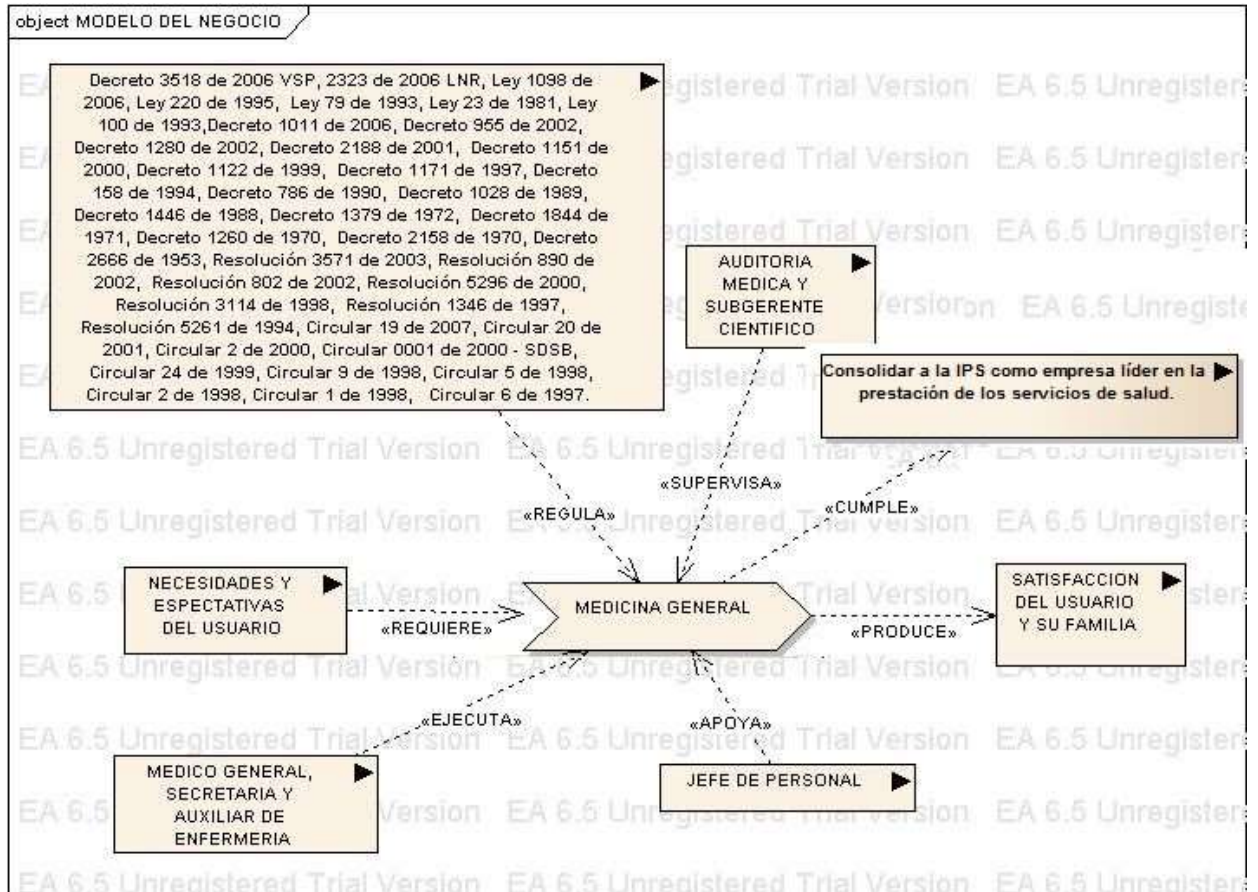 object MODELO DEL NEGOCIO
Decreto 3518 de 2006 VSP, 2323 de 2006 LNR, Ley 1098 de
2006, Ley 220 de 1995, Ley 79 de 1993, Ley 23 de 1981, Ley
100 de 1993,Decreto 1011 de 2006, Decreto 955 de 2002,
Decreto 1280 de 2002, Decreto 2188 de 2001, Decreto 1151 de
2000, Decreto 1122 de 1999, Decreto 1171 de 1997, Decreto
158 de 1994, Decreto 786 de 1990, Decreto 1028 de 1989,
Decreto 1446 de 1988, Decreto 1379 de 1972, Decreto 1844 de
1971, Decreto 1260 de 1970, Decreto 2158 de 1970, Decreto
2666 de 1953, Resolución 3571 de 2003, Resolución 890 de
2002, Resolución 802 de 2002, Resolución 5296 de 2000,
Resolución 3114 de 1998, Resolución 1346 de 1997,
Resolución 5261 de 1994, Circular 19 de 2007, Circular 20 de
2001, Circular 2 de 2000, Circular 0001 de 2000 - SDSB,
Circular 24 de 1999, Circular 9 de 1998, Circular 5 de 1998,
Circular 2 de 1998, Circular 1 de 1998, Circular 6 de 1997.
AUDITORIA
MEDICA Y
SUBGERENTE
CIENTIFICO
Consolidar a la IPS como empresa líder en la
prestación de los servicios de salud.
«SUPERVISA»
«REGULA»
«CUMPLE»
NECESIDADES Y
ESPECTATIVAS
DEL USUARIO
«REQUIERE»
MEDICINA GENERAL
«PRODUCE»
SATISFACCION
DEL USUARIO
Y SU FAMILIA
«EJECUTA»
«APOYA»
MEDICO GENERAL,
SECRETARIA Y
AUXILIAR DE
ENFERMERIA
JEFE DE PERSONAL
EA 6.5 Unregistered Trial Version EA 6.5 Unregistered Trial Version EA 6.5 Unregistered